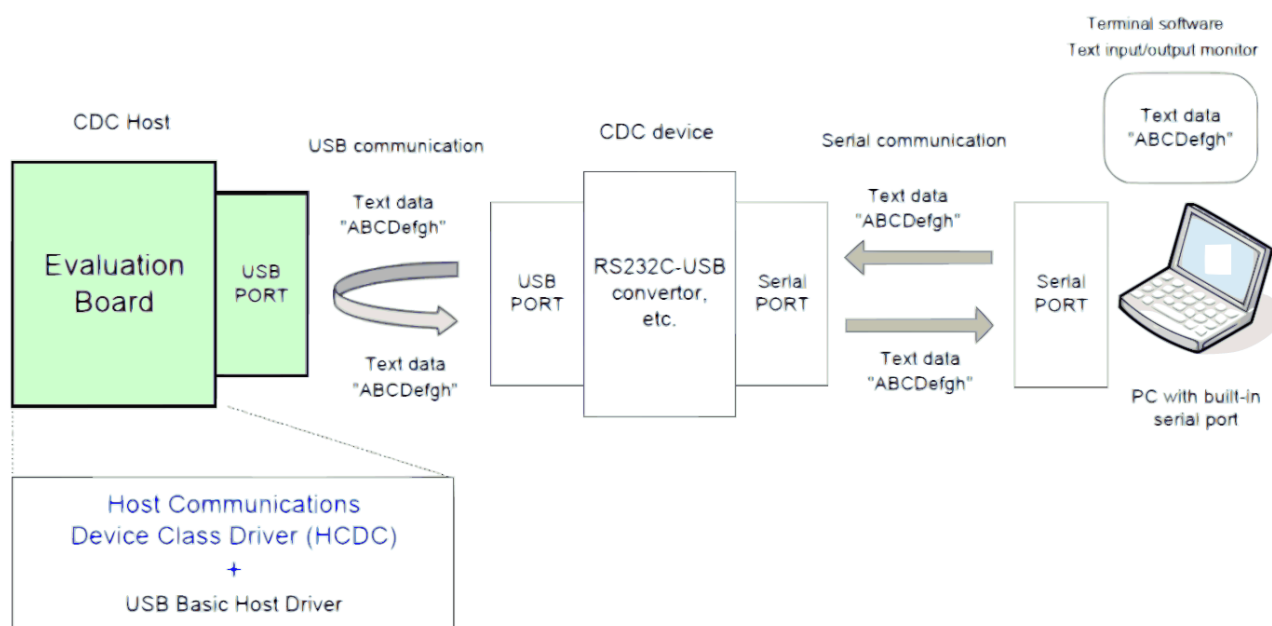 Terminal software
Text input/output monitor
Text data
"ABCDefgh"
CDC Host
USB communication
CDC device
Serial communication
Text data
"ABCDefgh"
Text data
"ABCDefgh"
Evaluation
Board
USB
PORT
USB
PORT
RS232C-USB
convertor,
etc.
Serial
PORT
Serial
PORT
Text data
"ABCDefgh"
Text data
"ABCDefgh"
PC with built-in
serial port
Host Communications
Device Class Driver (HCDC)
+
USB Basic Host Driver